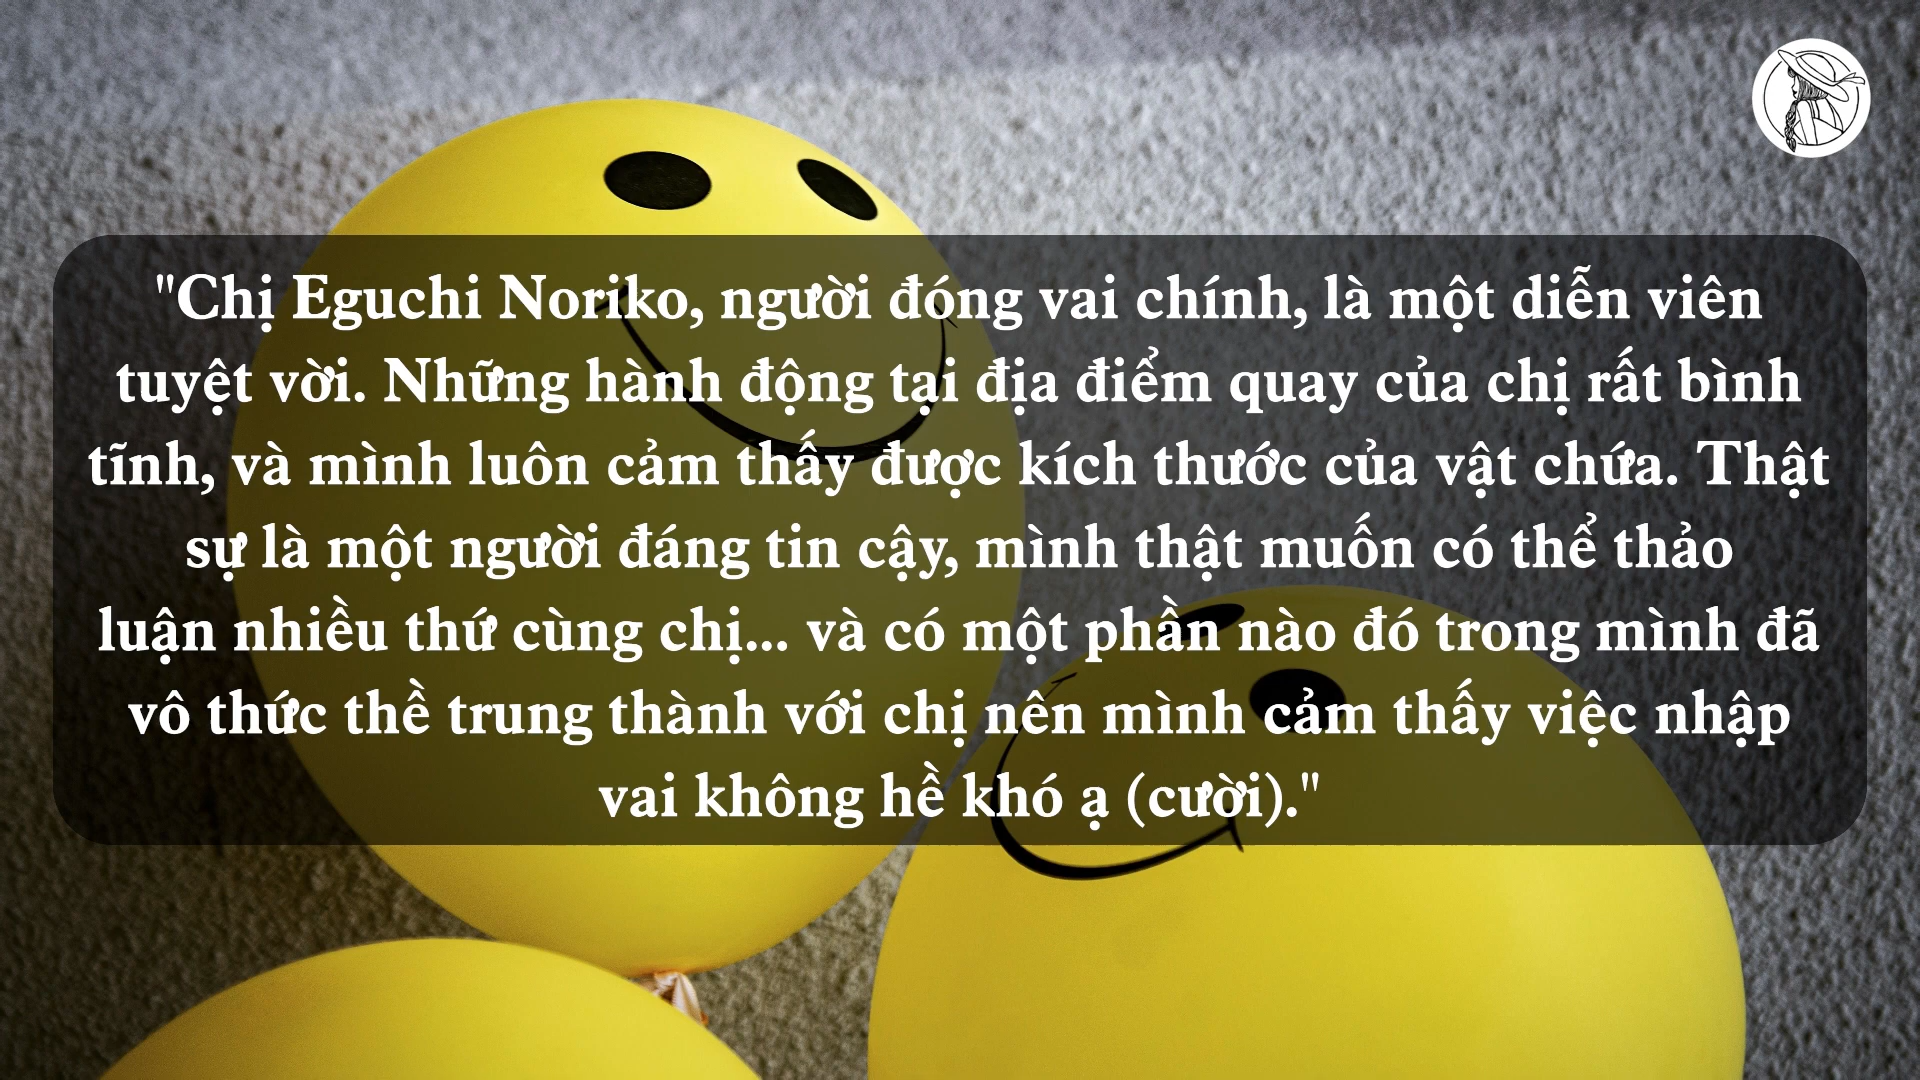 "Chị Eguchi Noriko, người đóng vai chính, là một diễn viên
tuyệt vời. Những hành động tại địa điểm quay của chị rất bình
tĩnh, và mình luôn cảm thấy được kích thước của vật chứa. Thật
sự là một người đáng tin cậy, mình thật muốn có thể thảo
luận nhiều thứ cùng chị... và có một phần nào đó trong mình đã
vô thức thề trung thành với chị nên mình cảm thấy việc nhập
vai không hề khó ạ (cười)."